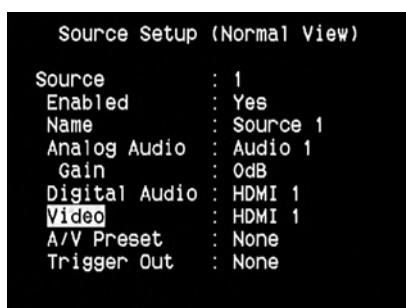 Source Setup (Normal View)
Source : 1
Enabled : Yes
Name : Source 1
Analog Audio : Audio 1
Gain : 0dB
Digital Audio : HDMI 1
Video : HDMI 1
A/V Preset : None
Trigger Out : None